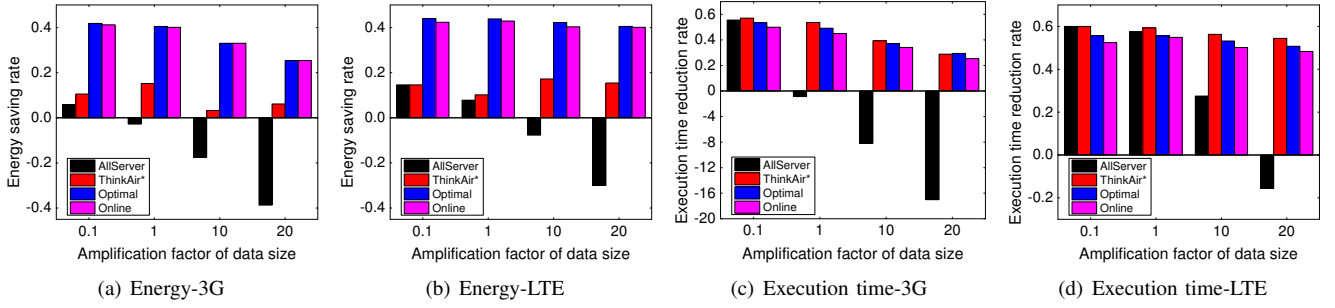 Energy saving rate
0.4
0.2
0.0
-0.2
-0.4
AllServer
ThinkAir*
Optimal
Online
0.1 1 10 20
Amplification factor of data size
(a) Energy-3G
Energy saving rate
0.4
0.2
0.0
-0.2
-0.4
AllServer
ThinkAir*
Optimal
Online
0.1 1 10 20
Amplification factor of data size
(b) Energy-LTE
Execution time reduction rate
0.6
0.4
0.2
0
-4
-8
-12
-16
-20
AllServer
ThinkAir*
Optimal
Online
0.1 1 10 20
Amplification factor of data size
(c) Execution time-3G
Execution time reduction rate
0.6
0.4
0.2
0.0
-0.2
AllServer
ThinkAir*
Optimal
Online
0.1 1 10 20
Amplification factor of data size
(d) Execution time-LTE